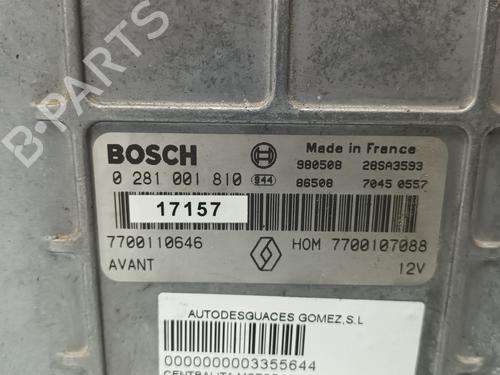 B-PARTS
BOSCH
Made in France
980508 28SA3593
0 281 001 810 S44
86508 7045 0557
17157
7700110646
HOM 7700107088
AVANT
12V
AUTODESGUACES GOMEZ,S.L
0000000003355644